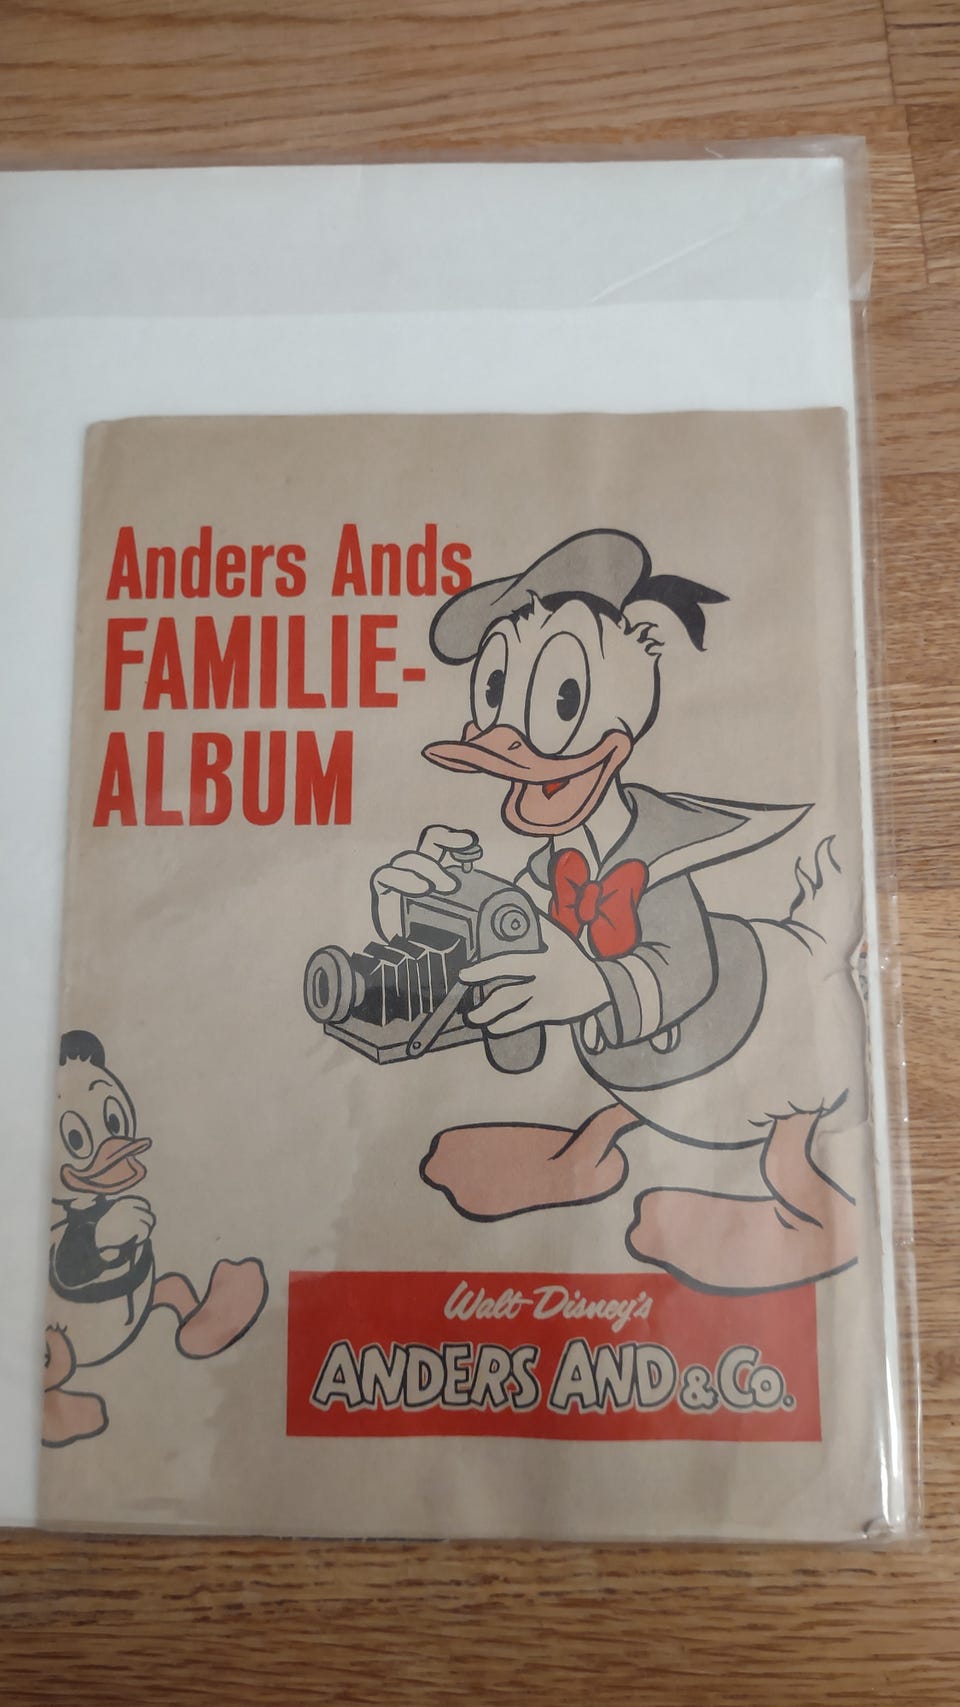 Anders Ands
FAMILIE-
ALBUM
Walt Disney's
ANDERS AND & Co.